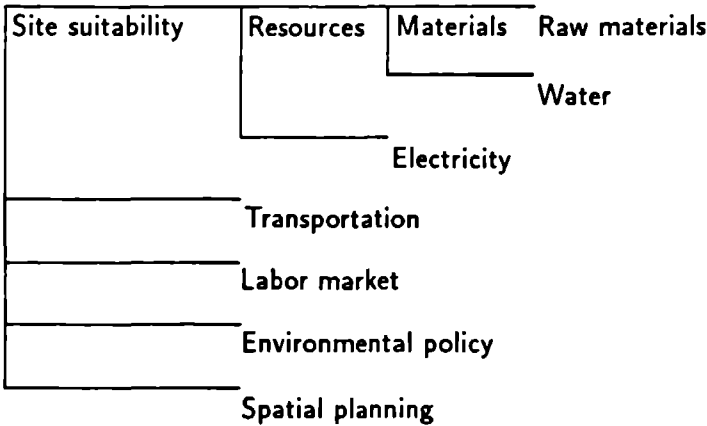 Site suitability Resources Materials Raw materials
Water
Electricity
Transportation
Labor market
Environmental policy
Spatial planning